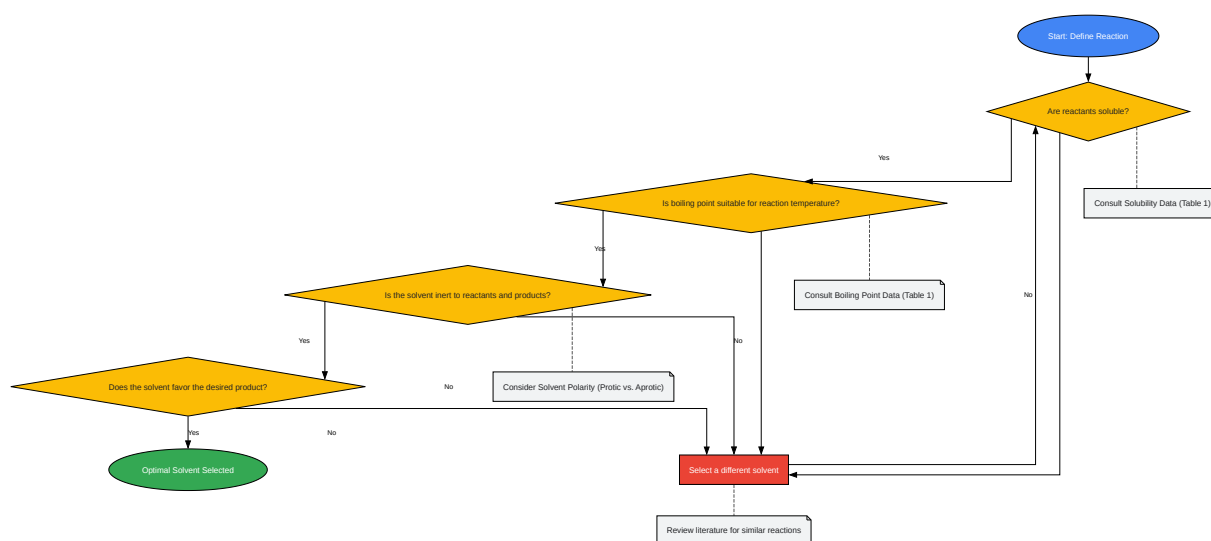 Start: Define Reaction
Are reactants soluble?
Yes
Consult Solubility Data (Table 1)
Is boiling point suitable for reaction temperature?
Yes
Consult Boiling Point Data (Table 1)
No
Is the solvent inert to reactants and products?
Yes
No
Consider Solvent Polarity (Protic vs. Aprotic)
Does the solvent favor the desired product?
No
Yes
No
Optimal Solvent Selected
Select a different solvent
Review literature for similar reactions